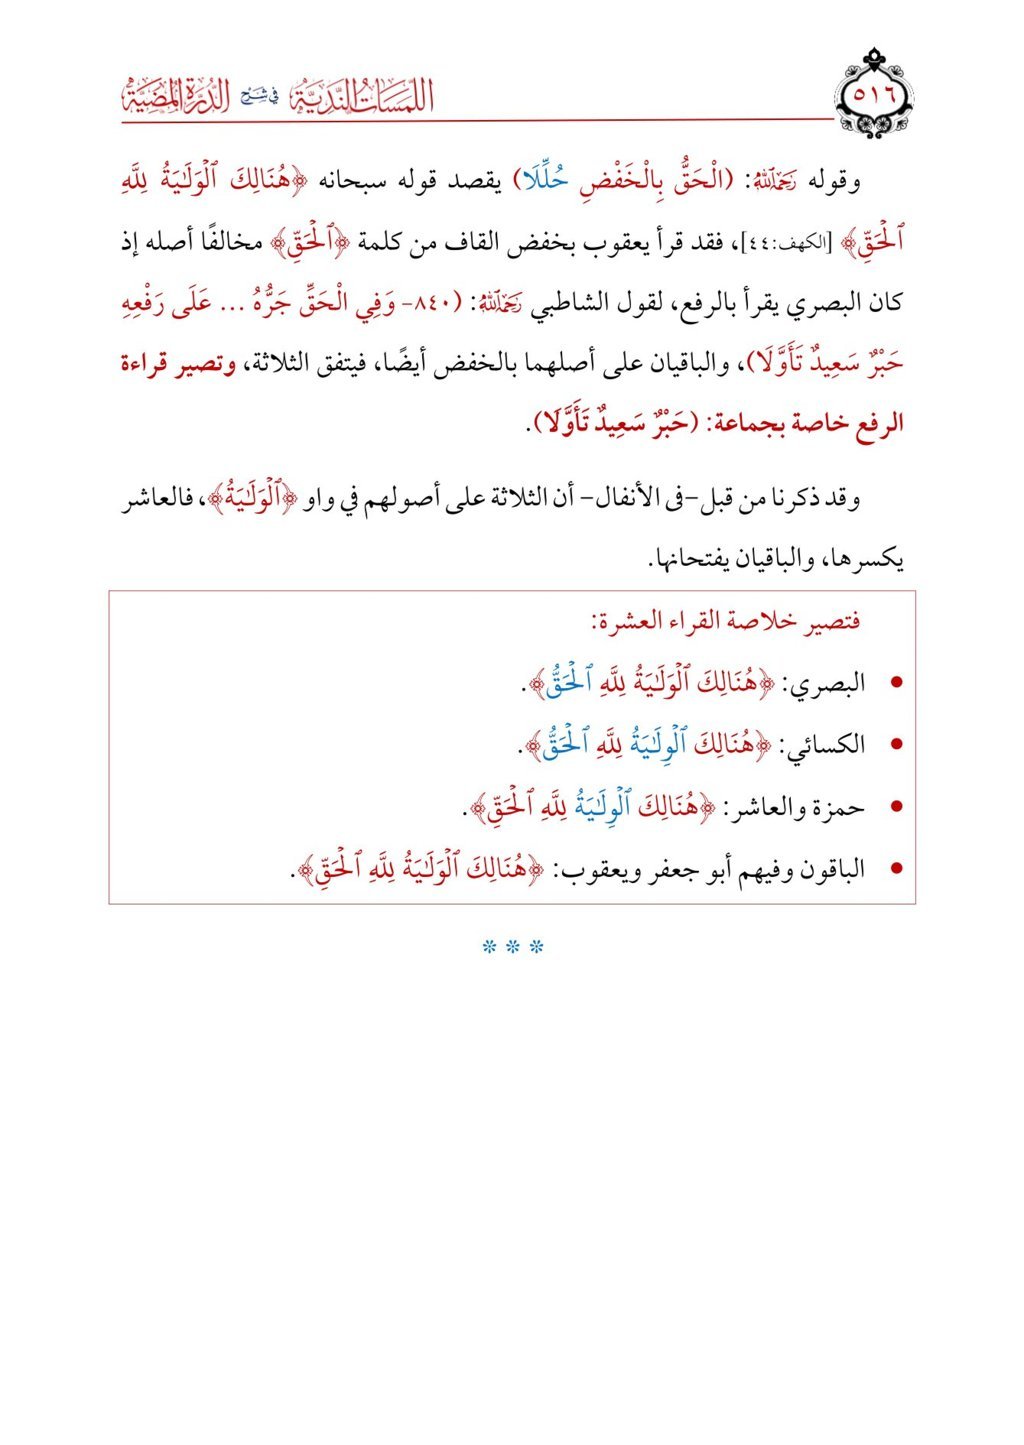 ٥١٦
اللمسات الندية في شرح الدرة المضية
وقوله رَحِمَهُ اللَّهُ: (الْحَقُّ بِالْخَفْضِ حُلِّلَا) يقصد قوله سبحانه ﴿هُنَالِكَ ٱلْوَلَـٰيَةُ لِلَّهِ
ٱلْحَقِّ﴾ [الكهف:٤٤]، فقد قرأ يعقوب بخفض القاف من كلمة ﴿ٱلْحَقِّ﴾ مخالفًا أصله إذ
كان البصري يقرأ بالرفع، لقول الشاطبي رَحِمَهُ اللَّهُ: (٨٤٠- وَفِي الْحَقِّ جَرُّهُ ... عَلَى رَفْعِهِ
حَبْرٌ سَعِيدٌ تَأَوَّلَا)، والباقيان على أصلهما بالخفض أيضًا، فيتفق الثلاثة، وتصير قراءة
الرفع خاصة بجماعة: (حَبْرٌ سَعِيدٌ تَأَوَّلَا).
وقد ذكرنا من قبل-فى الأنفال- أن الثلاثة على أصولهم في واو ﴿ٱلْوَلَـٰيَةُ﴾، فالعاشر
يكسرها، والباقيان يفتحانها.
فتصير خلاصة القراء العشرة:
• البصري: ﴿هُنَالِكَ ٱلْوَلَـٰيَةُ لِلَّهِ ٱلْحَقُّ﴾.
• الكسائي: ﴿هُنَالِكَ ٱلْوِلَـٰيَةُ لِلَّهِ ٱلْحَقُّ﴾.
• حمزة والعاشر: ﴿هُنَالِكَ ٱلْوِلَـٰيَةُ لِلَّهِ ٱلْحَقِّ﴾.
• الباقون وفيهم أبو جعفر ويعقوب: ﴿هُنَالِكَ ٱلْوَلَـٰيَةُ لِلَّهِ ٱلْحَقِّ﴾.
* * *